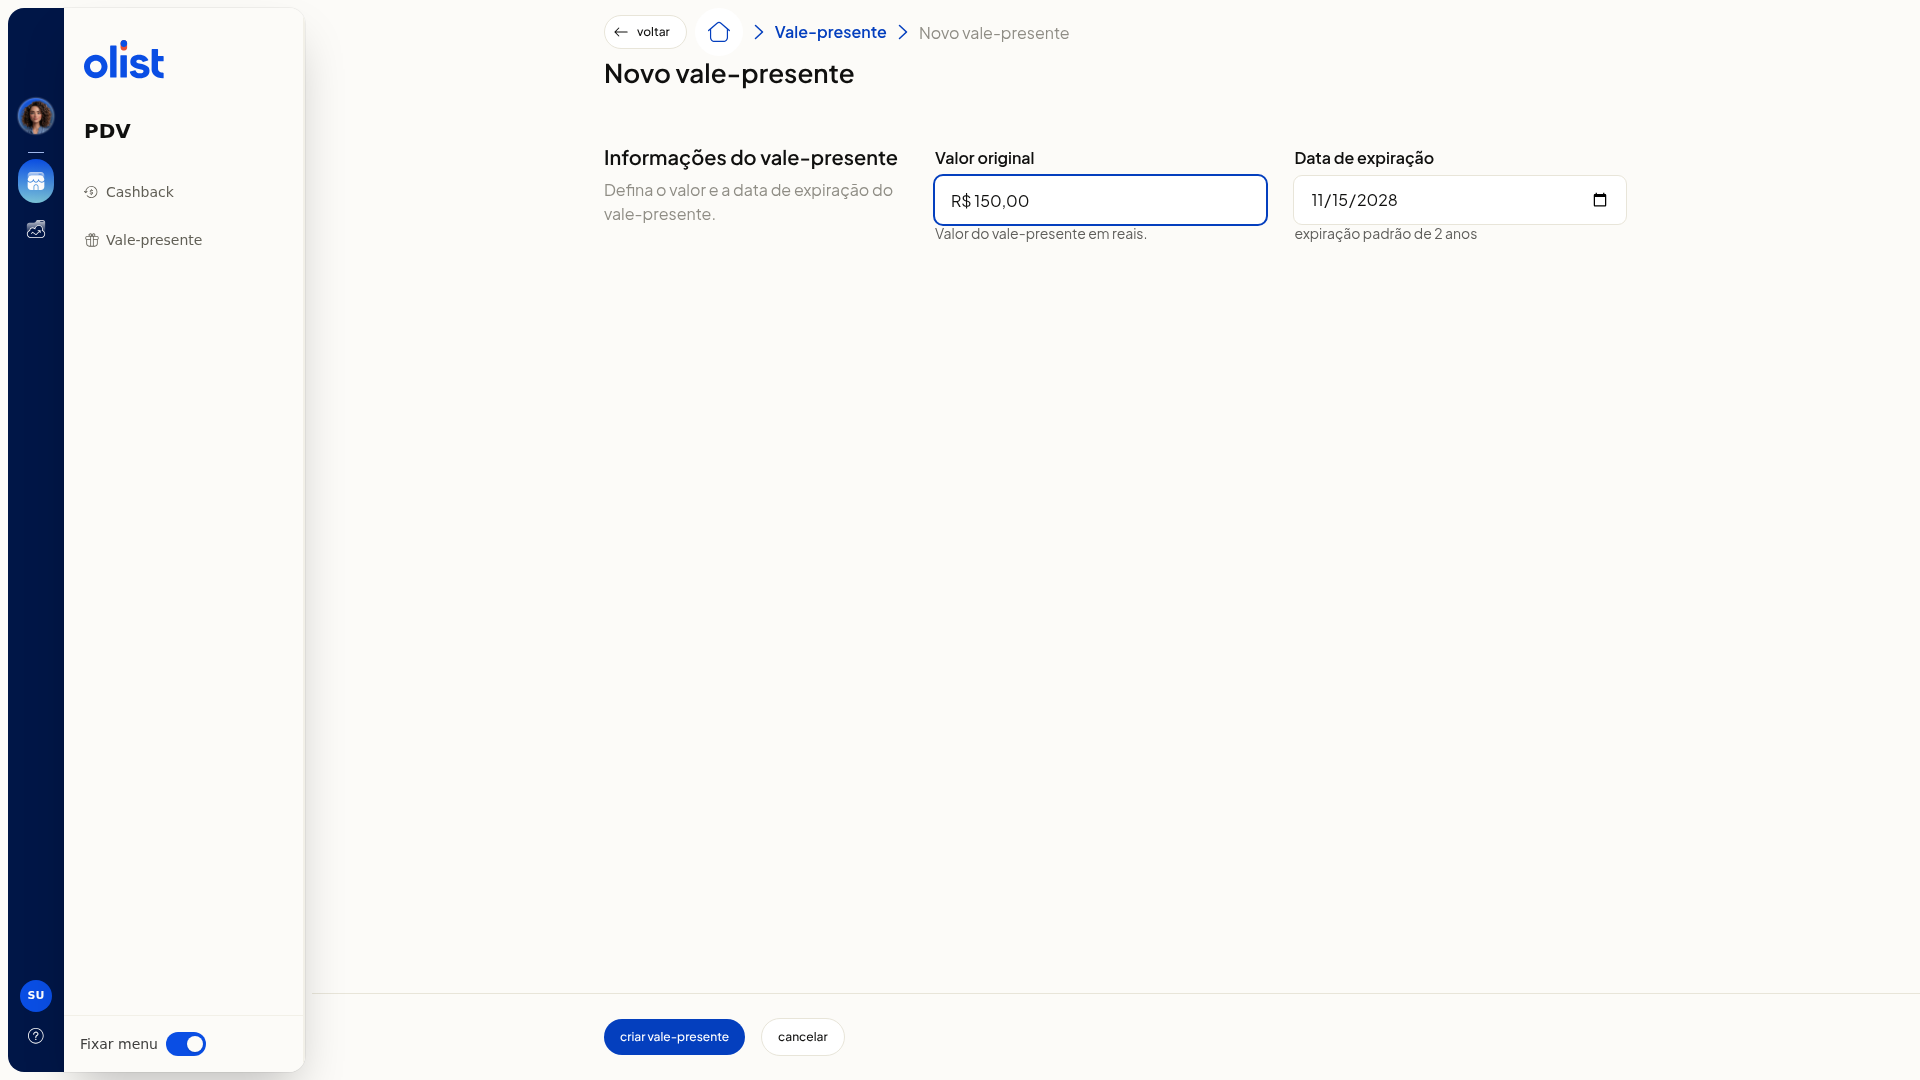 olist
PDV
Cashback
Vale-presente
SU
Fixar menu
voltar
Vale-presente
Novo vale-presente
Novo vale-presente
Informações do vale-presente
Defina o valor e a data de expiração do
vale-presente.
Valor original
R$ 150,00
Valor do vale-presente em reais.
Data de expiração
11/15/2028
expiração padrão de 2 anos
criar vale-presente
cancelar